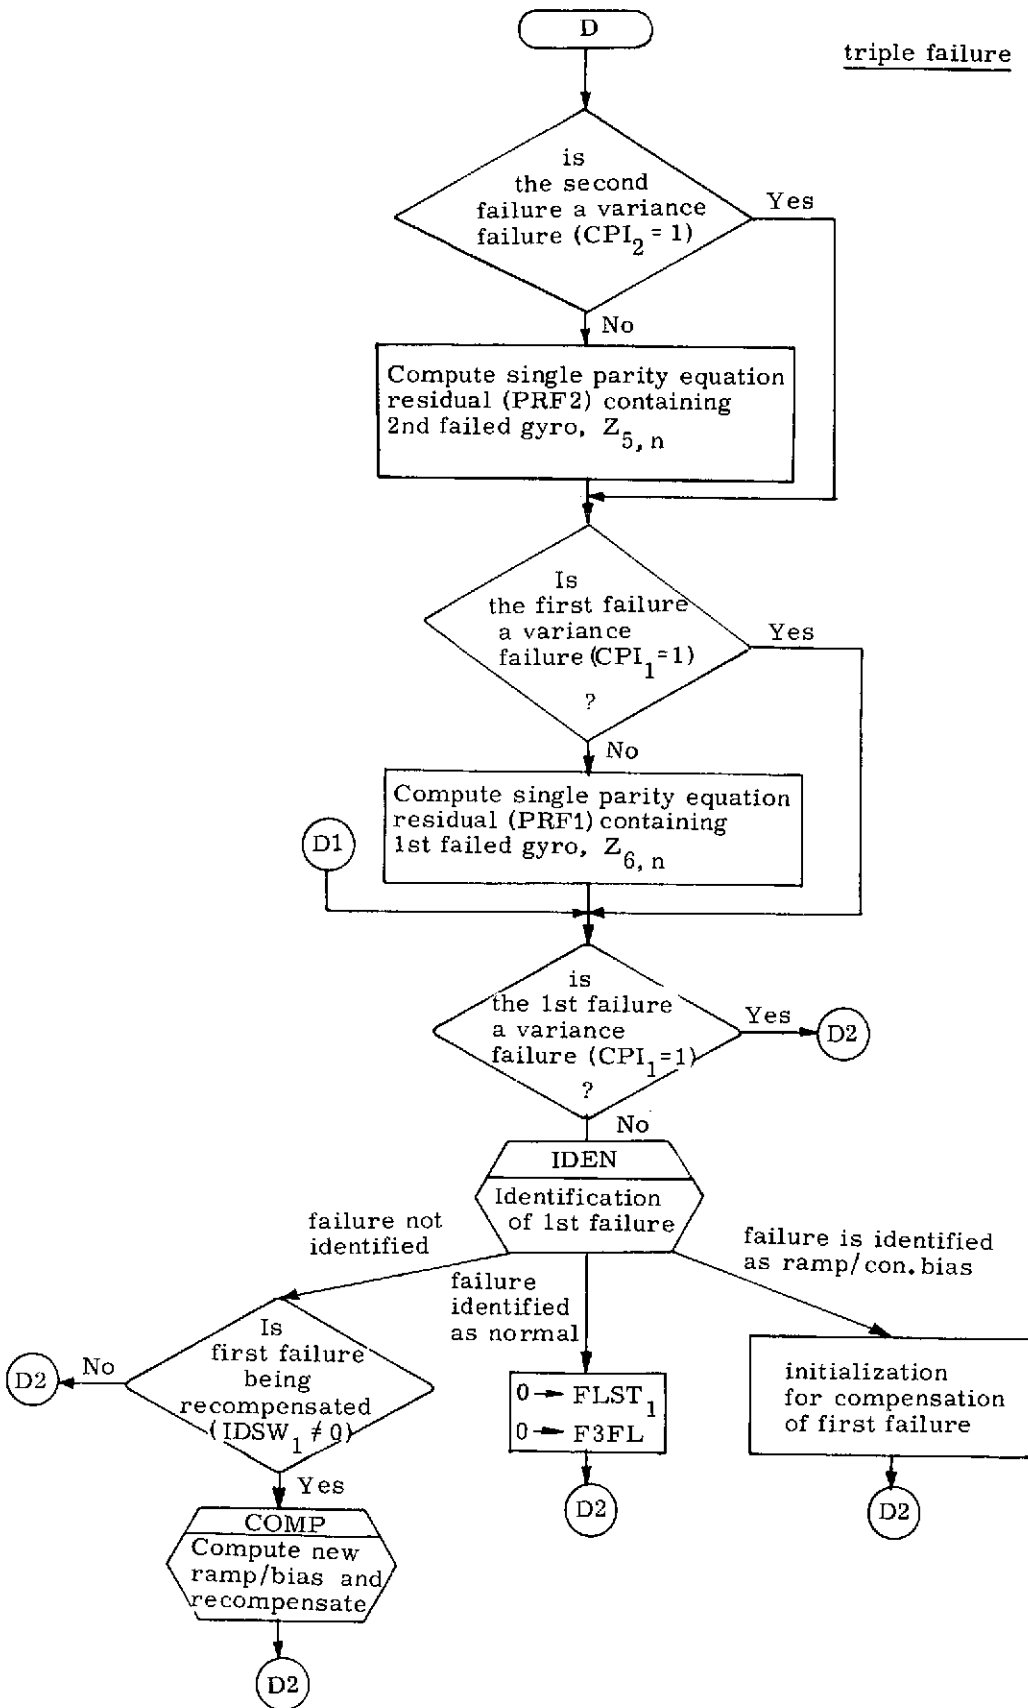 D
triple failure
is
the second
failure a variance
failure (CPI₂ = 1)
Yes
No
Compute single parity equation
residual (PRF2) containing
2nd failed gyro, Z₅, ₙ
Is
the first failure
a variance
failure (CPI₁=1)
?
Yes
No
Compute single parity equation
residual (PRF1) containing
1st failed gyro, Z₆, ₙ
D1
is
the 1st failure
a variance
failure (CPI₁=1)
?
Yes
D2
No
IDEN
Identification
of 1st failure
failure not
identified
failure
identified
as normal
failure is identified
as ramp/con.bias
Is
first failure
being
recompensated
(IDSW₁ ≠ 0)
No
D2
Yes
0→ FLST₁
0→ F3FL
D2
initialization
for compensation
of first failure
D2
COMP
Compute new
ramp/bias and
recompensate
D2